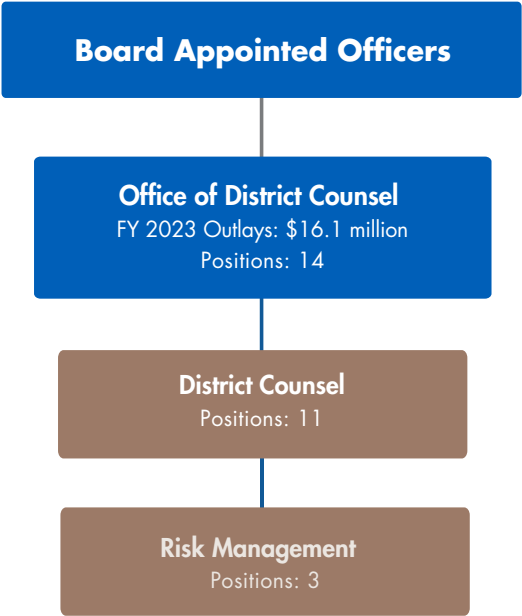 Board Appointed Officers
Office of District Counsel
FY 2023 Outlays: $16.1 million
Positions: 14
District Counsel
Positions: 11
Risk Management
Positions: 3